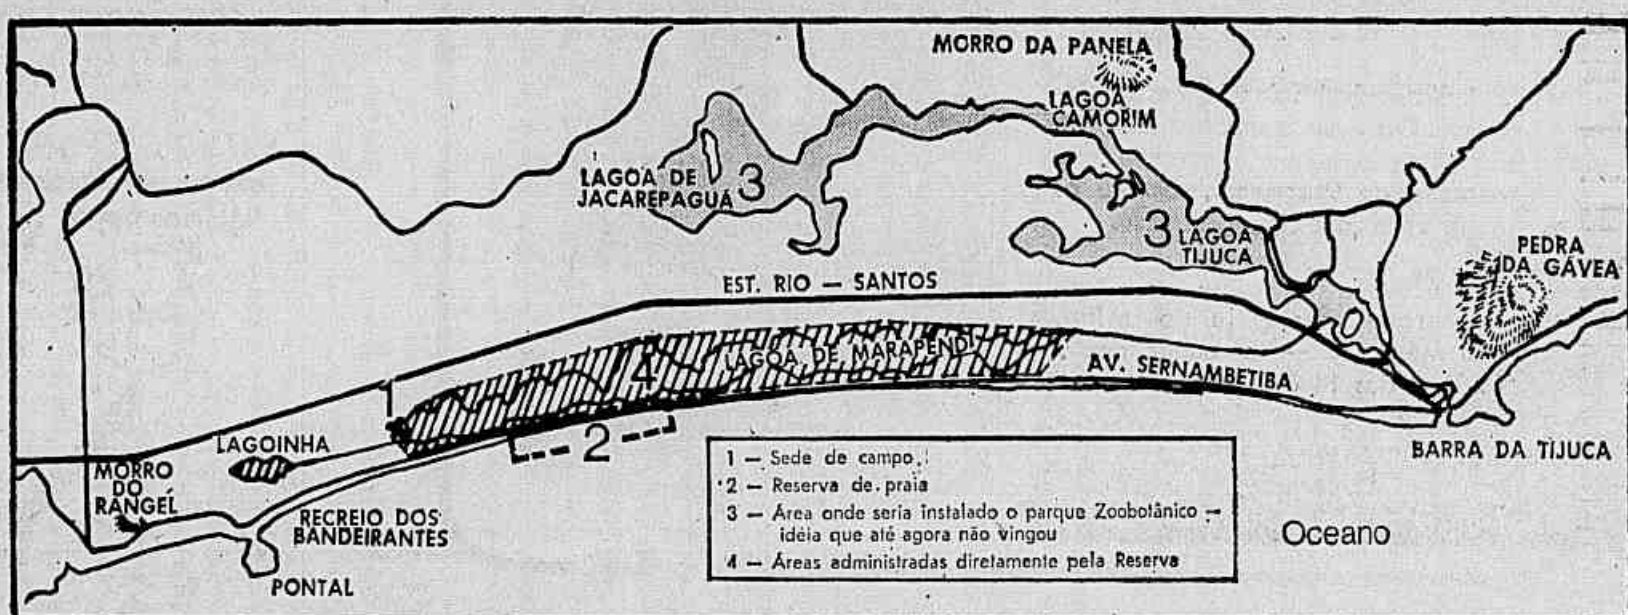 MORRO DA PANELA
LAGOA
CAMORIM
LAGOA DE
JACAREPAGUÁ
3
3
LAGOA
TIJUCA
PEDRA
DA GÁVEA
EST. RIO — SANTOS
LAGOA DE MARAPENDI
4
AV. SERNAMBETIBA
2
LAGOINHA
MORRO
DO
RANGEL
RECREIO DOS
BANDEIRANTES
PONTAL
BARRA DA TIJUCA
Oceano
1 — Sede de campo
2 — Reserva de praia
3 — Área onde seria instalado o parque Zoobotânico —
idéia que até agora não vingou
4 — Áreas administradas diretamente pela Reserva